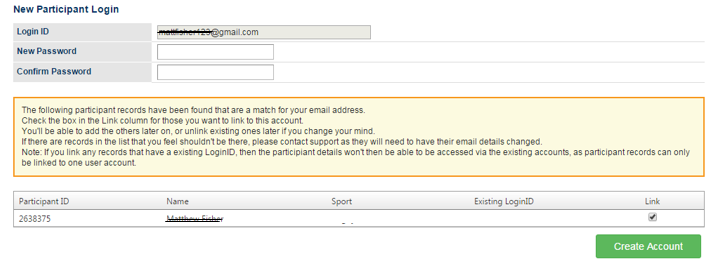 New Participant Login
Login ID mattfisher123@gmail.com
New Password
Confirm Password
The following participant records have been found that are a match for your email address.
Check the box in the Link column for those you want to link to this account.
You'll be able to add the others later on, or unlink existing ones later if you change your mind.
If there are records in the list that you feel shouldn't be there, please contact support as they will need to have their email details changed.
Note: If you link any records that have a existing LoginID, then the participant details won't then be able to be accessed via the existing accounts, as participant records can only
be linked to one user account.
Participant ID Name Sport Existing LoginID Link
2638375 Matthew Fisher
Create Account